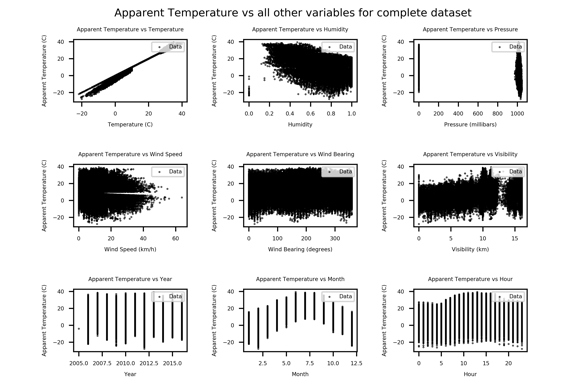 Apparent Temperature vs all other variables for complete dataset
Apparent Temperature vs Temperature
Apparent Temperature (C)
40
20
0
−20
Data
−20 0 20 40
Temperature (C)
Apparent Temperature vs Humidity
Apparent Temperature (C)
40
20
0
−20
Data
0.0 0.2 0.4 0.6 0.8 1.0
Humidity
Apparent Temperature vs Pressure
Apparent Temperature (C)
40
20
0
−20
Data
0 200 400 600 800 1000
Pressure (millibars)
Apparent Temperature vs Wind Speed
Apparent Temperature (C)
40
20
0
−20
Data
0 20 40 60
Wind Speed (km/h)
Apparent Temperature vs Wind Bearing
Apparent Temperature (C)
40
20
0
−20
Data
0 100 200 300
Wind Bearing (degrees)
Apparent Temperature vs Visibility
Apparent Temperature (C)
40
20
0
−20
Data
0 5 10 15
Visibility (km)
Apparent Temperature vs Year
Apparent Temperature (C)
40
20
0
−20
Data
2005.0 2007.5 2010.0 2012.5 2015.0
Year
Apparent Temperature vs Month
Apparent Temperature (C)
40
20
0
−20
Data
2.5 5.0 7.5 10.0 12.5
Month
Apparent Temperature vs Hour
Apparent Temperature (C)
40
20
0
−20
Data
0 5 10 15 20
Hour